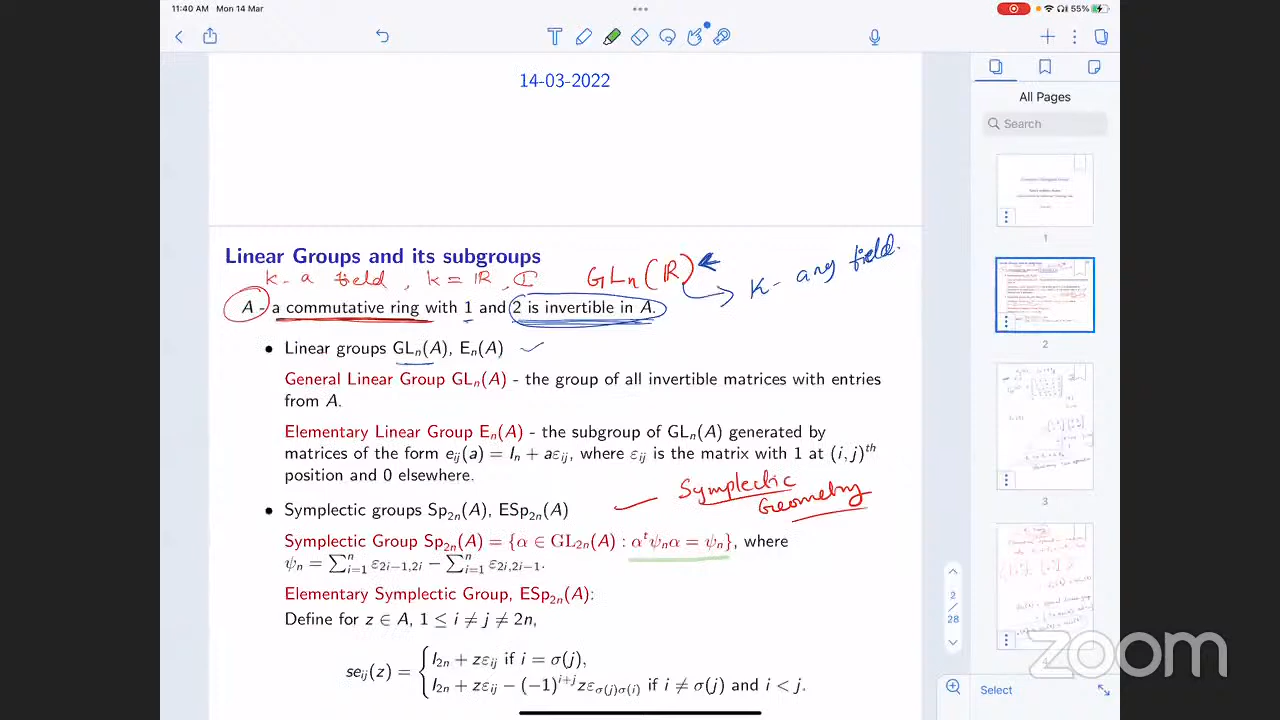 11:40 AM Mon 14 Mar
55%
14-03-2022
All Pages
Search
1
2
3
4
Linear Groups and its subgroups
k - field k = ℝ ℂ GLn(ℝ) k any field.
A - a commutative ring with 1 and 2 is invertible in A.
• Linear groups GLₙ(A), Eₙ(A)
General Linear Group GLₙ(A) - the group of all invertible matrices with entries
from A.
Elementary Linear Group Eₙ(A) - the subgroup of GLₙ(A) generated by
matrices of the form eᵢⱼ(a) = Iₙ + aεᵢⱼ, where εᵢⱼ is the matrix with 1 at (i, j)ᵗʰ
position and 0 elsewhere.
Symplectic
Geometry
• Symplectic groups Sp₂ₙ(A), ESp₂ₙ(A)
Symplectic Group Sp₂ₙ(A) = {α ∈ GL₂ₙ(A) : αᵗψₙα = ψₙ}, where
ψₙ = ∑ⁿᵢ₌₁ ε₂ᵢ₋₁,₂ᵢ − ∑ⁿᵢ₌₁ ε₂ᵢ,₂ᵢ₋₁.
Elementary Symplectic Group, ESp₂ₙ(A):
Define for z ∈ A, 1 ≤ i ≠ j ≠ 2n,
seᵢⱼ(z) = { I₂ₙ + zεᵢⱼ if i = σ(j),
I₂ₙ + zεᵢⱼ − (−1)ⁱ⁺ʲzε_σ(j)σ(i) if i ≠ σ(j) and i < j.
2
/
28
Select
zoom